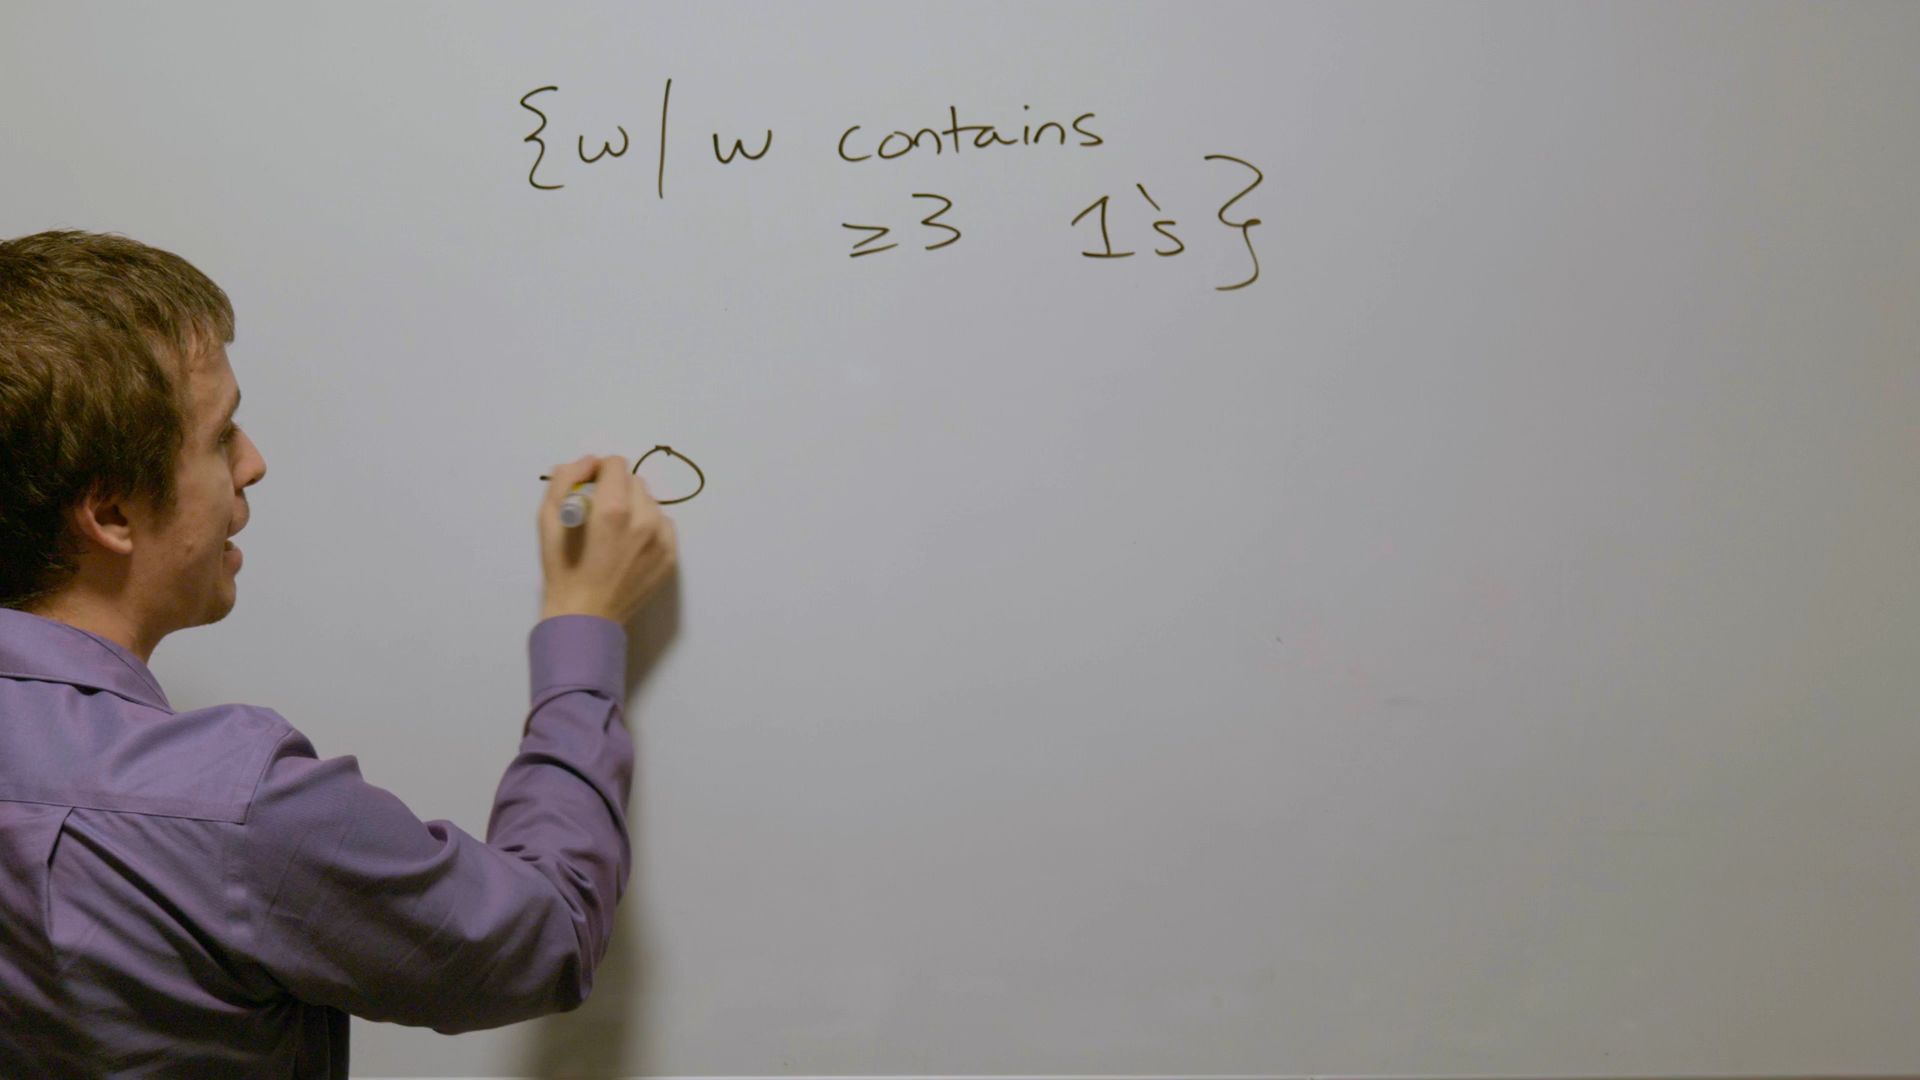 {w | w contains
≥3 1's}